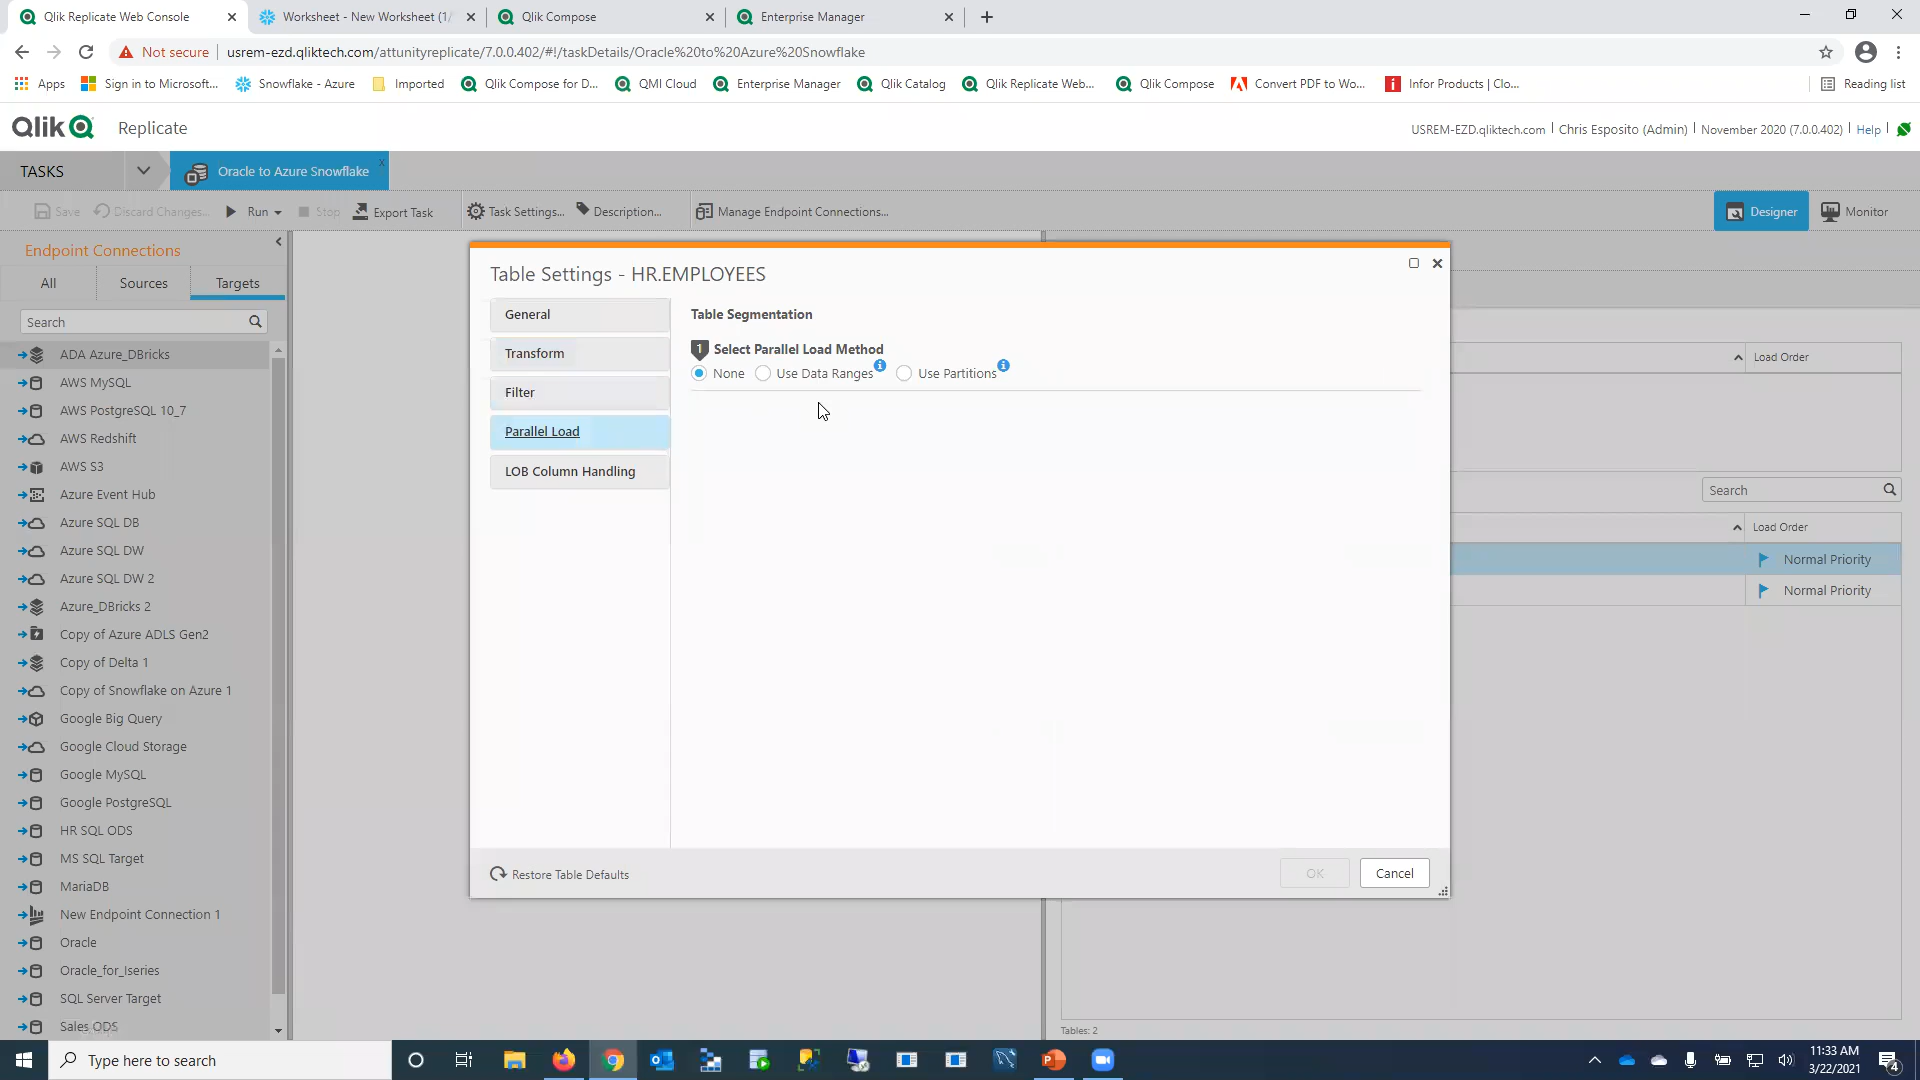 Qlik Replicate Web Console
Worksheet - New Worksheet (1/
Qlik Compose
Enterprise Manager
Not secure
usrem-ezd.qliktech.com/attunityreplicate/7.0.0.402/#!/taskDetails/Oracle%20to%20Azure%20Snowflake
Apps
Sign in to Microsoft...
Snowflake - Azure
Imported
Qlik Compose for D...
QMI Cloud
Enterprise Manager
Qlik Catalog
Qlik Replicate Web...
Qlik Compose
Convert PDF to Wo...
Infor Products | Clo...
Reading list
Qlik
Replicate
USREM-EZD.qliktech.com
Chris Esposito (Admin)
November 2020 (7.0.0.402)
Help
TASKS
Oracle to Azure Snowflake
Save
Discard Changes...
Run
Stop
Export Task
Task Settings...
Description...
Manage Endpoint Connections...
Designer
Monitor
Endpoint Connections
All
Sources
Targets
Search
ADA Azure_DBricks
AWS MySQL
AWS PostgreSQL 10_7
AWS Redshift
AWS S3
Azure Event Hub
Azure SQL DB
Azure SQL DW
Azure SQL DW 2
Azure_DBricks 2
Copy of Azure ADLS Gen2
Copy of Delta 1
Copy of Snowflake on Azure 1
Google Big Query
Google Cloud Storage
Google MySQL
Google PostgreSQL
HR SQL ODS
MS SQL Target
MariaDB
New Endpoint Connection 1
Oracle
Oracle_for_Iseries
SQL Server Target
Sales ODS
Table Settings - HR.EMPLOYEES
General
Transform
Filter
Parallel Load
LOB Column Handling
Table Segmentation
1 Select Parallel Load Method
None
Use Data Ranges
Use Partitions
Restore Table Defaults
OK
Cancel
Load Order
Search
Load Order
Normal Priority
Normal Priority
Tables: 2
Type here to search
11:33 AM
3/22/2021
4